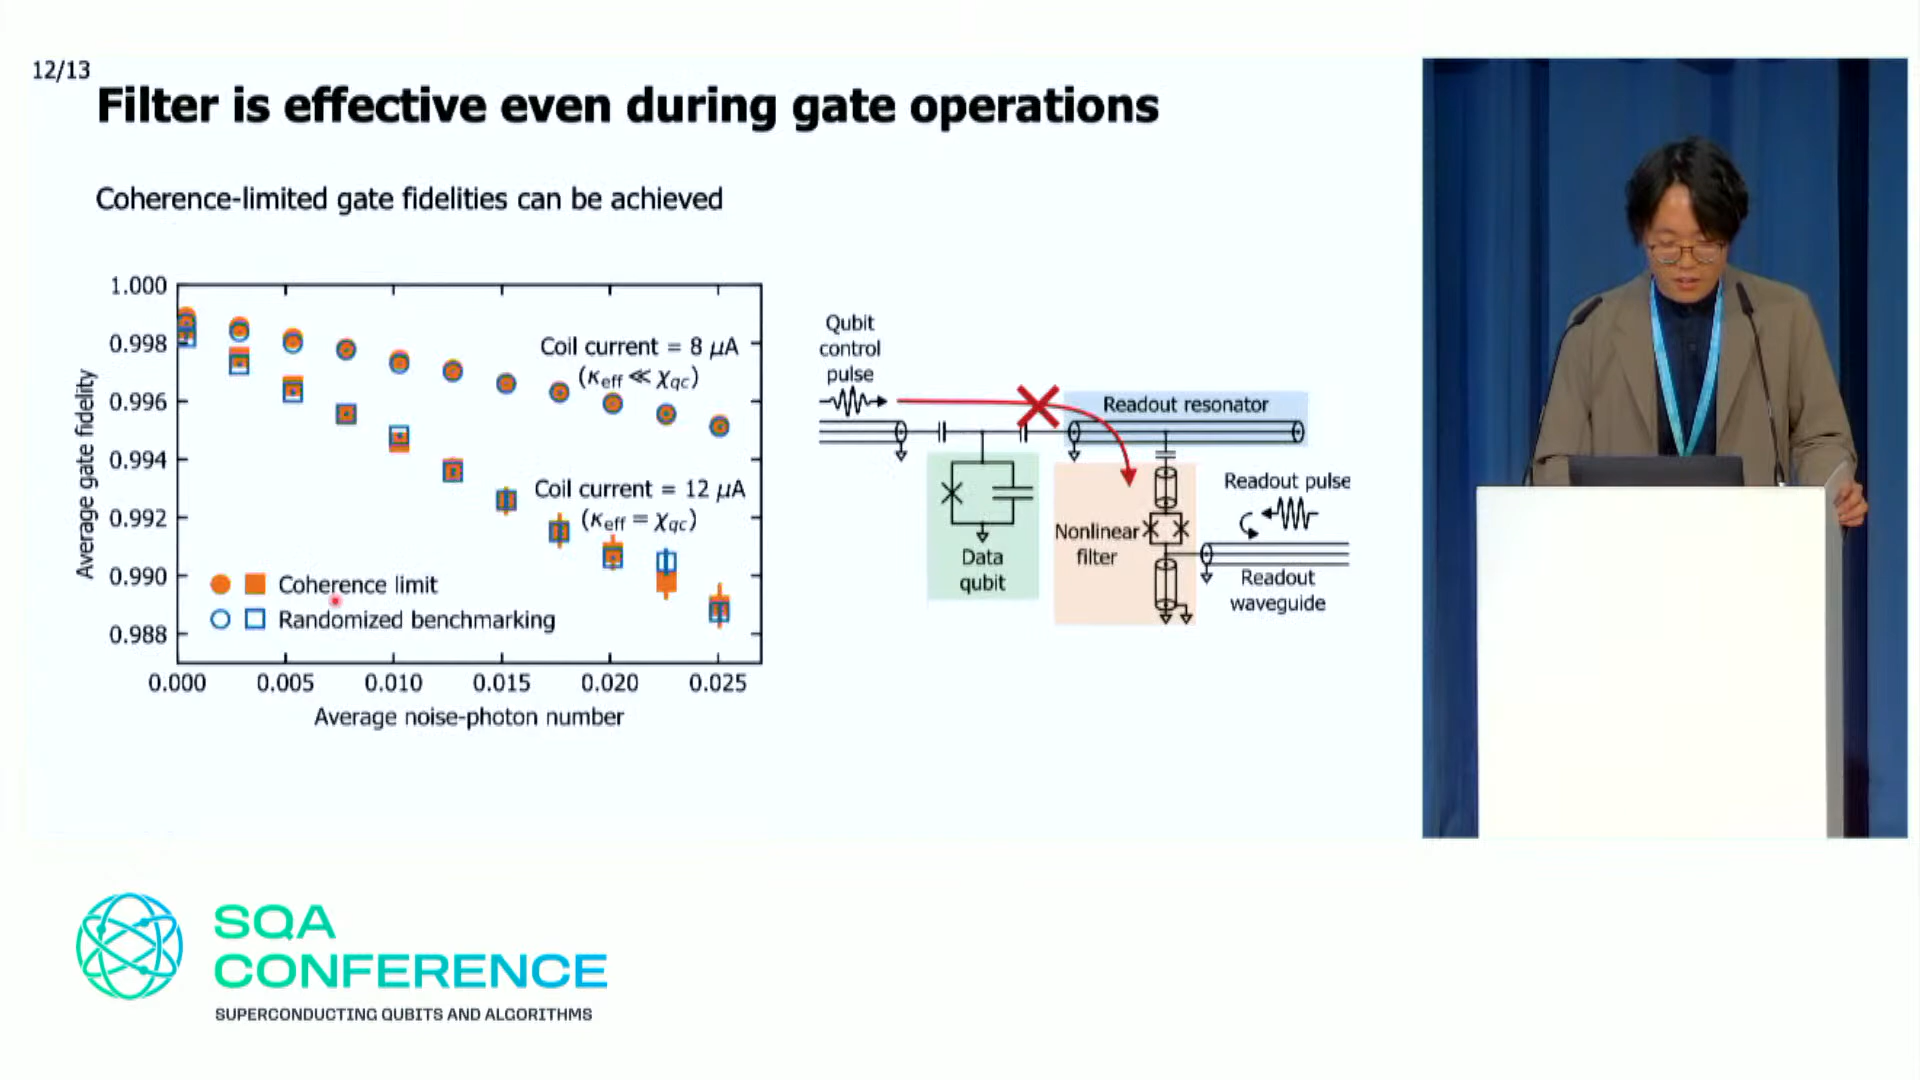 12/13
Filter is effective even during gate operations
Coherence-limited gate fidelities can be achieved
1.000
0.998
0.996
0.994
0.992
0.990
0.988
Average gate fidelity
Coil current = 8 μA
(κeff ≪ χqc)
Coil current = 12 μA
(κeff = χqc)
Coherence limit
Randomized benchmarking
0.000 0.005 0.010 0.015 0.020 0.025
Average noise-photon number
Qubit
control
pulse
Readout resonator
Data
qubit
Nonlinear
filter
Readout pulse
Readout
waveguide
SQA
CONFERENCE
SUPERCONDUCTING QUBITS AND ALGORITHMS